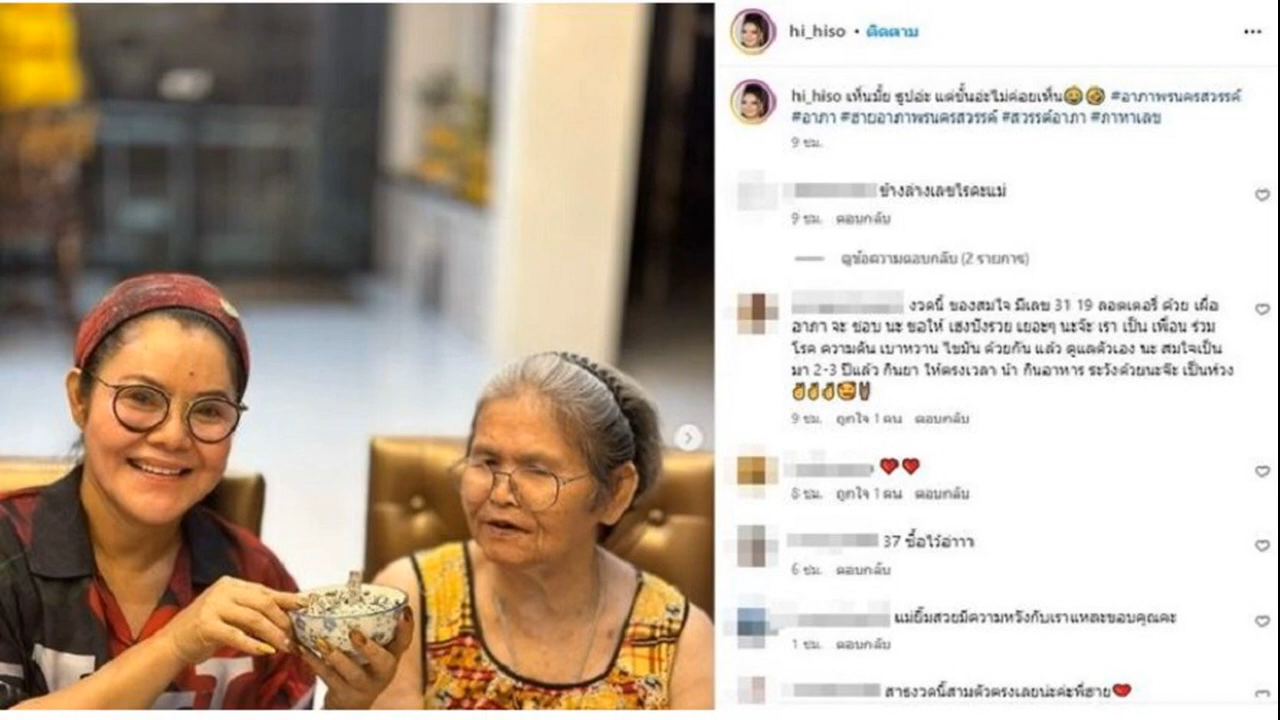 hi_hiso • ติดตาม
hi_hiso เห็นมั้ย ธูปอ่ะ แต่ขั้นอ่ะไม่ค่อยเห็น😂🤣 #อาภาพรนครสวรรค์
#อาภา #ฮายอาภาพรนครสวรรค์ #สวรรค์อาภา #ภาหาเลข
9 ชม.
ข้างล่างเลขไรคะแม่
9 ชม. ตอบกลับ
ดูข้อความตอบกลับ (2 รายการ)
งวดนี้ ของสมใจ มีเลข 31 19 ลอตเตอรี่ ด้วย เผื่อ
อาภา จะ ชอบ นะ ขอให้ เฮงปังรวย เยอะๆ นะจ๊ะ เรา เป็น เพื่อน ร่วม
โรค ความดัน เบาหวาน ไขมัน ด้วยกัน แล้ว ดูแลตัวเอง นะ สมใจเป็น
มา 2-3 ปีแล้ว กินยา ให้ตรงเวลา น้ำ กินอาหาร ระวังด้วยนะจ๊ะ เป็นห่วง
9 ชม. ถูกใจ 1 คน ตอบกลับ
❤️❤️
8 ชม. ถูกใจ 1 คน ตอบกลับ
37 ซื้อไว้อ่าาา
6 ชม. ตอบกลับ
แม่ยิ้มสวยมีความหวังกับเราแหละขอบคุณคะ
1 ชม. ตอบกลับ
สาธงวดนี้สามตัวตรงเลยน่ะค่ะพี่ฮาย❤️